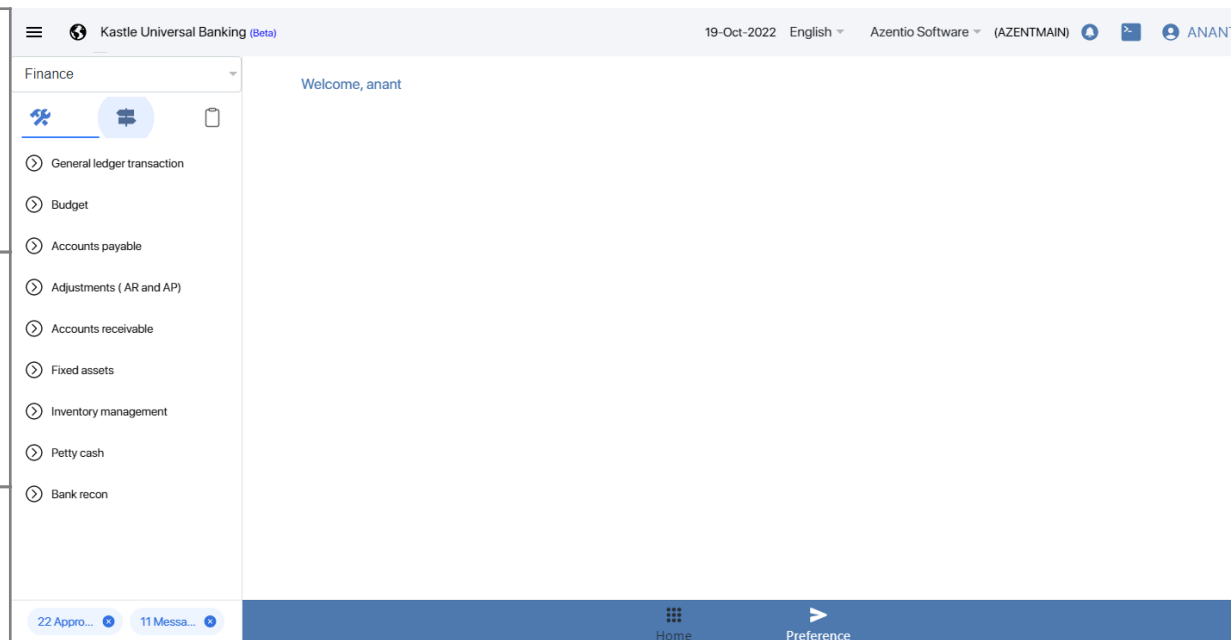 Kastle Universal Banking (Beta)
19-Oct-2022 English Azentio Software (AZENTMAIN) ANANT
Finance
Welcome, anant
General ledger transaction
Budget
Accounts payable
Adjustments ( AR and AP)
Accounts receivable
Fixed assets
Inventory management
Petty cash
Bank recon
22 Appro... 11 Messa...
Home Preference